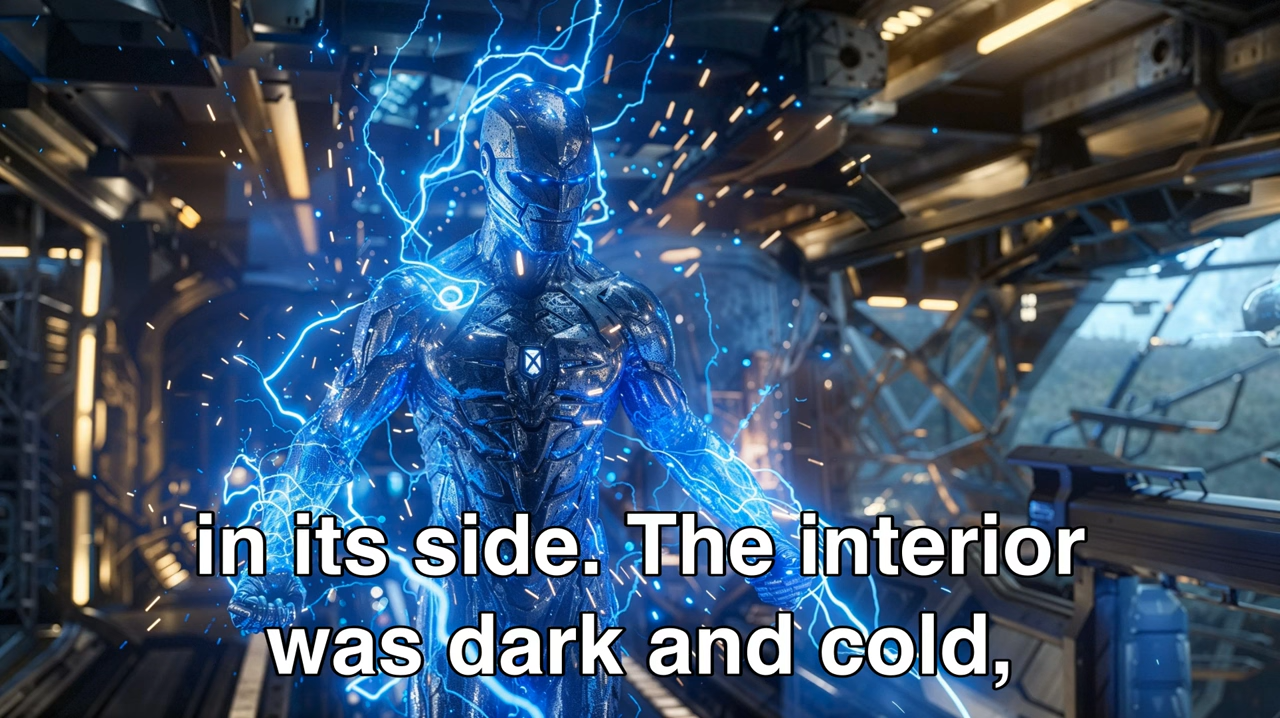 in its side. The interior
was dark and cold,